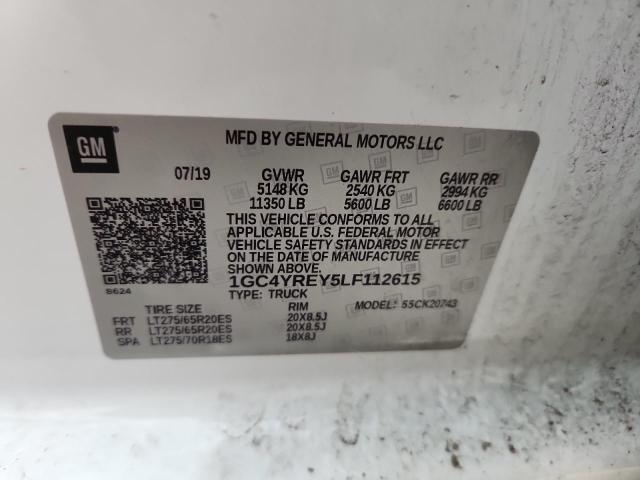 GM
MFD BY GENERAL MOTORS LLC
07/19 GVWR GAWR FRT GAWR RR
5148 KG 2540 KG 2994 KG
11350 LB 5600 LB 6600 LB
THIS VEHICLE CONFORMS TO ALL
APPLICABLE U.S. FEDERAL MOTOR
VEHICLE SAFETY STANDARDS IN EFFECT
ON THE DATE OF MANUFACTURE
SHOWN ABOVE.
1GC4YREY5LF112615
8624 TYPE: TRUCK MODEL: 55CK20743
TIRE SIZE RIM
FRT LT275/65R20ES 20X8.5J
RR LT275/65R20ES 20X8.5J
SPA LT275/70R18ES 18X8J